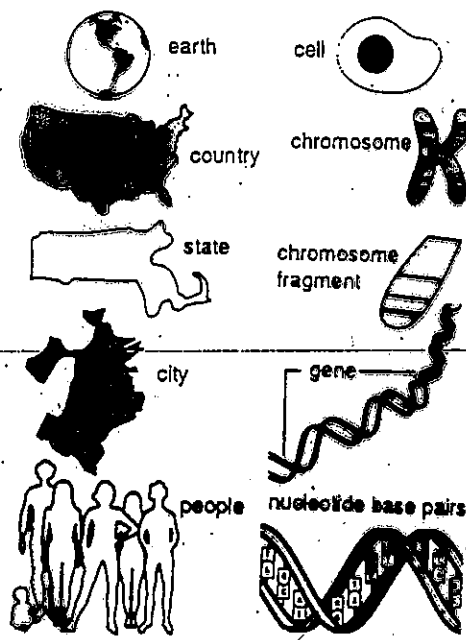 earth
cell
country
chromosome
state
chromosome
fragment
city
gene
people
nucleotide base pairs